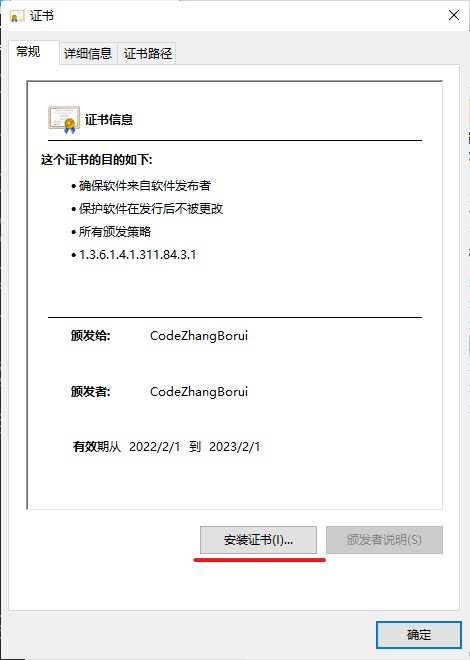 证书
常规
详细信息
证书路径
证书信息
这个证书的目的如下:
• 确保软件来自软件发布者
• 保护软件在发行后不被更改
• 所有颁发策略
• 1.3.6.1.4.1.311.84.3.1
颁发给: CodeZhangBorui
颁发者: CodeZhangBorui
有效期从 2022/2/1 到 2023/2/1
安装证书(I)...
颁发者说明(S)
确定